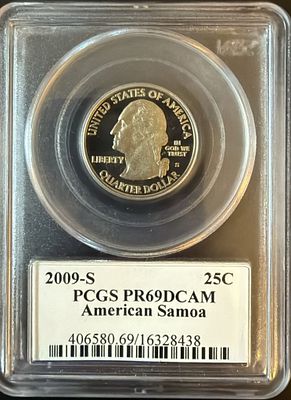 UNITED STATES OF AMERICA
LIBERTY
IN
GOD WE
TRUST
S
QUARTER DOLLAR
2009-S 25C
PCGS PR69DCAM
American Samoa
406580.69/16328438